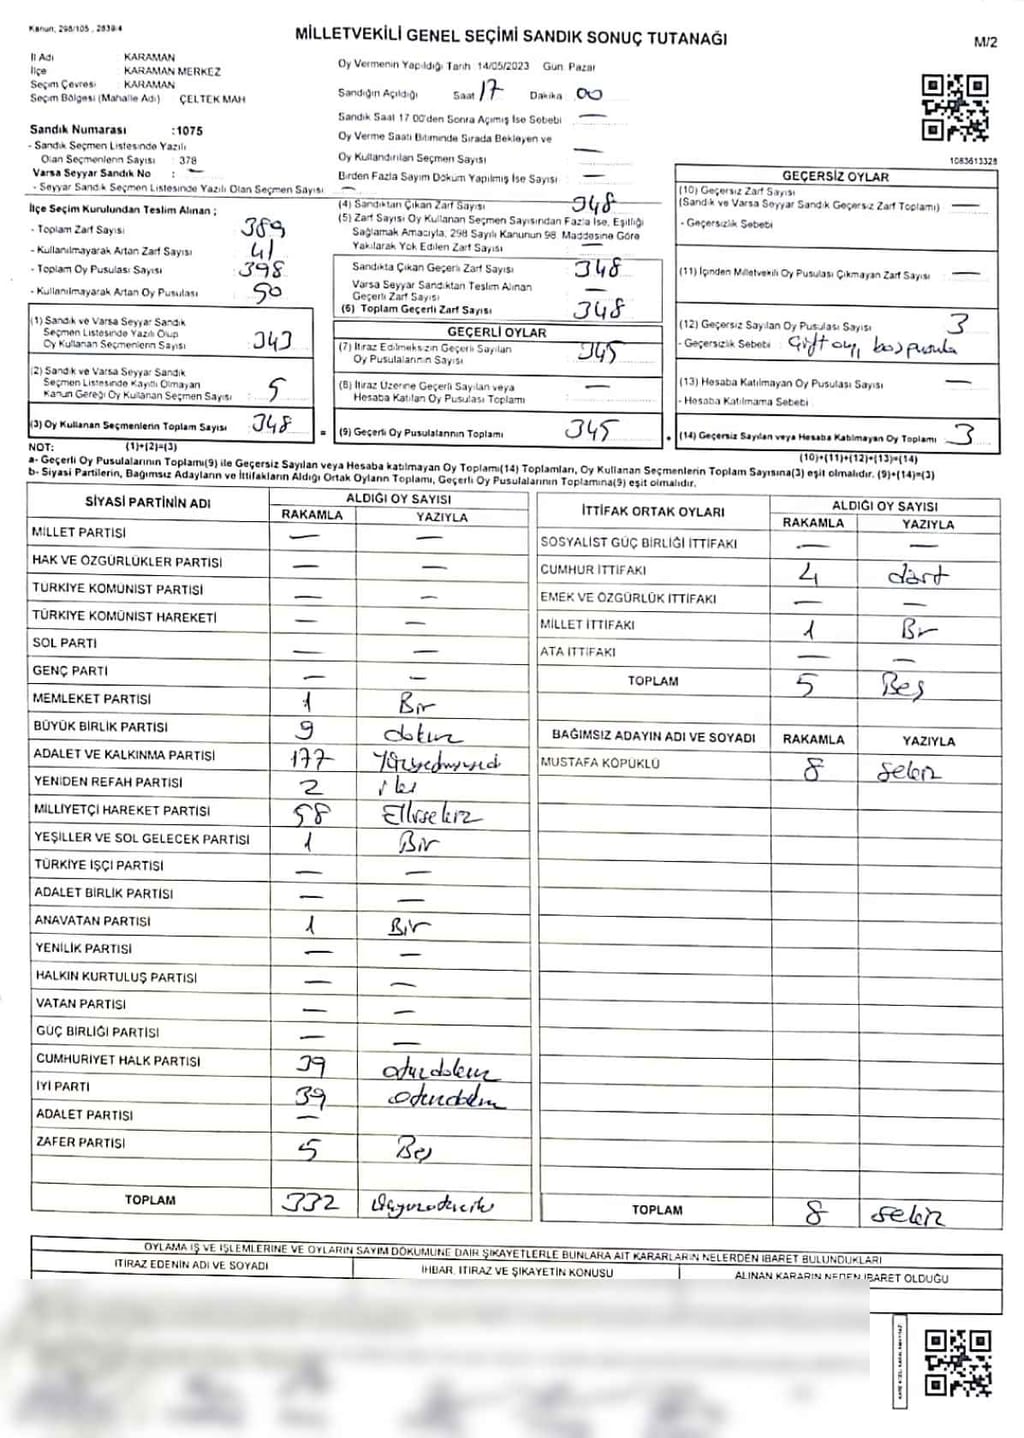 Kanun, 298/105 , 2839/4
MİLLETVEKİLİ GENEL SEÇİMİ SANDIK SONUÇ TUTANAĞI
M/2
İl Adı : KARAMAN
İlçe : KARAMAN MERKEZ
Seçim Çevresi : KARAMAN
Seçim Bölgesi (Mahalle Adı) : ÇELTEK MAH
Sandık Numarası :1075
- Sandık Seçmen Listesinde Yazılı
Olan Seçmenlerin Sayısı : 378
Varsa Seyyar Sandık No : —
- Seyyar Sandık Seçmen Listesinde Yazılı Olan Seçmen Sayısı : —
Oy Vermenin Yapıldığı Tarih :14/05/2023 Gün: Pazar
Sandığın Açıldığı Saat 17 Dakika 00
Sandık Saat 17:00'den Sonra Açılmış İse Sebebi —
Oy Verme Saati Bitiminde Sırada Bekleyen ve
Oy Kullandırılan Seçmen Sayısı —
Birden Fazla Sayım Döküm Yapılmış İse Sayısı : —
1083613328
İlçe Seçim Kurulundan Teslim Alınan ;
- Toplam Zarf Sayısı : 389
- Kullanılmayarak Artan Zarf Sayısı : 41
- Toplam Oy Pusulası Sayısı : 398
- Kullanılmayarak Artan Oy Pusulası : 50
(1) Sandık ve Varsa Seyyar Sandık
Seçmen Listesinde Yazılı Olup
Oy Kullanan Seçmenlerin Sayısı : 343
(2) Sandık ve Varsa Seyyar Sandık
Seçmen Listesinde Kayıtlı Olmayan
Kanun Gereği Oy Kullanan Seçmen Sayısı : 5
(3) Oy Kullanan Seçmenlerin Toplam Sayısı : 348
(4) Sandıktan Çıkan Zarf Sayısı : 348
(5) Zarf Sayısı Oy Kullanan Seçmen Sayısından Fazla İse, Eşitliği
Sağlamak Amacıyla, 298 Sayılı Kanunun 98. Maddesine Göre
Yakılarak Yok Edilen Zarf Sayısı : —
Sandıkta Çıkan Geçerli Zarf Sayısı : 348
Varsa Seyyar Sandıktan Teslim Alınan
Geçerli Zarf Sayısı : —
(6) Toplam Geçerli Zarf Sayısı : 348
GEÇERLİ OYLAR
(7) İtiraz Edilmeksizin Geçerli Sayılan
Oy Pusulalarının Sayısı : 345
(8) İtiraz Üzerine Geçerli Sayılan veya
Hesaba Katılan Oy Pusulası Toplamı : —
= (9) Geçerli Oy Pusulalarının Toplamı : 345
GEÇERSİZ OYLAR
(10) Geçersiz Zarf Sayısı
(Sandık ve Varsa Seyyar Sandık Geçersiz Zarf Toplamı) : —
- Geçersizlik Sebebi :
(11) İçinden Milletvekili Oy Pusulası Çıkmayan Zarf Sayısı : —
(12) Geçersiz Sayılan Oy Pusulası Sayısı : 3
- Geçersizlik Sebebi : Çift oy, boş pusula
(13) Hesaba Katılmayan Oy Pusulası Sayısı : —
- Hesaba Katılmama Sebebi :
+ (14) Geçersiz Sayılan veya Hesaba Katılmayan Oy Toplamı : 3
NOT: (1)+(2)=(3)
(10)+(11)+(12)+(13)=(14)
a- Geçerli Oy Pusulalarının Toplamı(9) ile Geçersiz Sayılan veya Hesaba katılmayan Oy Toplamı(14) Toplamları, Oy Kullanan Seçmenlerin Toplam Sayısına(3) eşit olmalıdır. (9)+(14)=(3)
b- Siyasi Partilerin, Bağımsız Adayların ve İttifakların Aldığı Ortak Oyların Toplamı, Geçerli Oy Pusulalarının Toplamına(9) eşit olmalıdır.
SİYASİ PARTİNİN ADI ALDIĞI OY SAYISI
RAKAMLA YAZIYLA
MİLLET PARTİSİ — —
HAK VE ÖZGÜRLÜKLER PARTİSİ — —
TÜRKİYE KOMÜNİST PARTİSİ — —
TÜRKİYE KOMÜNİST HAREKETİ — —
SOL PARTİ — —
GENÇ PARTİ — —
MEMLEKET PARTİSİ 1 Bir
BÜYÜK BİRLİK PARTİSİ 9 dokuz
ADALET VE KALKINMA PARTİSİ 177 Yüzyetmişyedi
YENİDEN REFAH PARTİSİ 2 iki
MİLLİYETÇİ HAREKET PARTİSİ 58 Ellisekiz
YEŞİLLER VE SOL GELECEK PARTİSİ 1 Bir
TÜRKİYE İŞÇİ PARTİSİ — —
ADALET BİRLİK PARTİSİ — —
ANAVATAN PARTİSİ 1 Bir
YENİLİK PARTİSİ — —
HALKIN KURTULUŞ PARTİSİ — —
VATAN PARTİSİ — —
GÜÇ BİRLİĞİ PARTİSİ — —
CUMHURİYET HALK PARTİSİ 39 otuzdokuz
İYİ PARTİ 39 otuzdokuz
ADALET PARTİSİ —
ZAFER PARTİSİ 5 Beş
TOPLAM 332 üçyüzotuziki
İTTİFAK ORTAK OYLARI ALDIĞI OY SAYISI
RAKAMLA YAZIYLA
SOSYALİST GÜÇ BİRLİĞİ İTTİFAKI — —
CUMHUR İTTİFAKI 4 dört
EMEK VE ÖZGÜRLÜK İTTİFAKI — —
MİLLET İTTİFAKI 1 Bir
ATA İTTİFAKI — —
TOPLAM 5 Beş
BAĞIMSIZ ADAYIN ADI VE SOYADI RAKAMLA YAZIYLA
MUSTAFA KÖPÜKLÜ 8 sekiz
TOPLAM 8 sekiz
OYLAMA İŞ VE İŞLEMLERİNE VE OYLARIN SAYIM DÖKÜMÜNE DAİR ŞİKAYETLERLE BUNLARA AİT KARARLARIN NELERDEN İBARET BULUNDUKLARI
İTİRAZ EDENİN ADI VE SOYADI İHBAR, İTİRAZ VE ŞİKAYETİN KONUSU ALINAN KARARIN NEDEN İBARET OLDUĞU